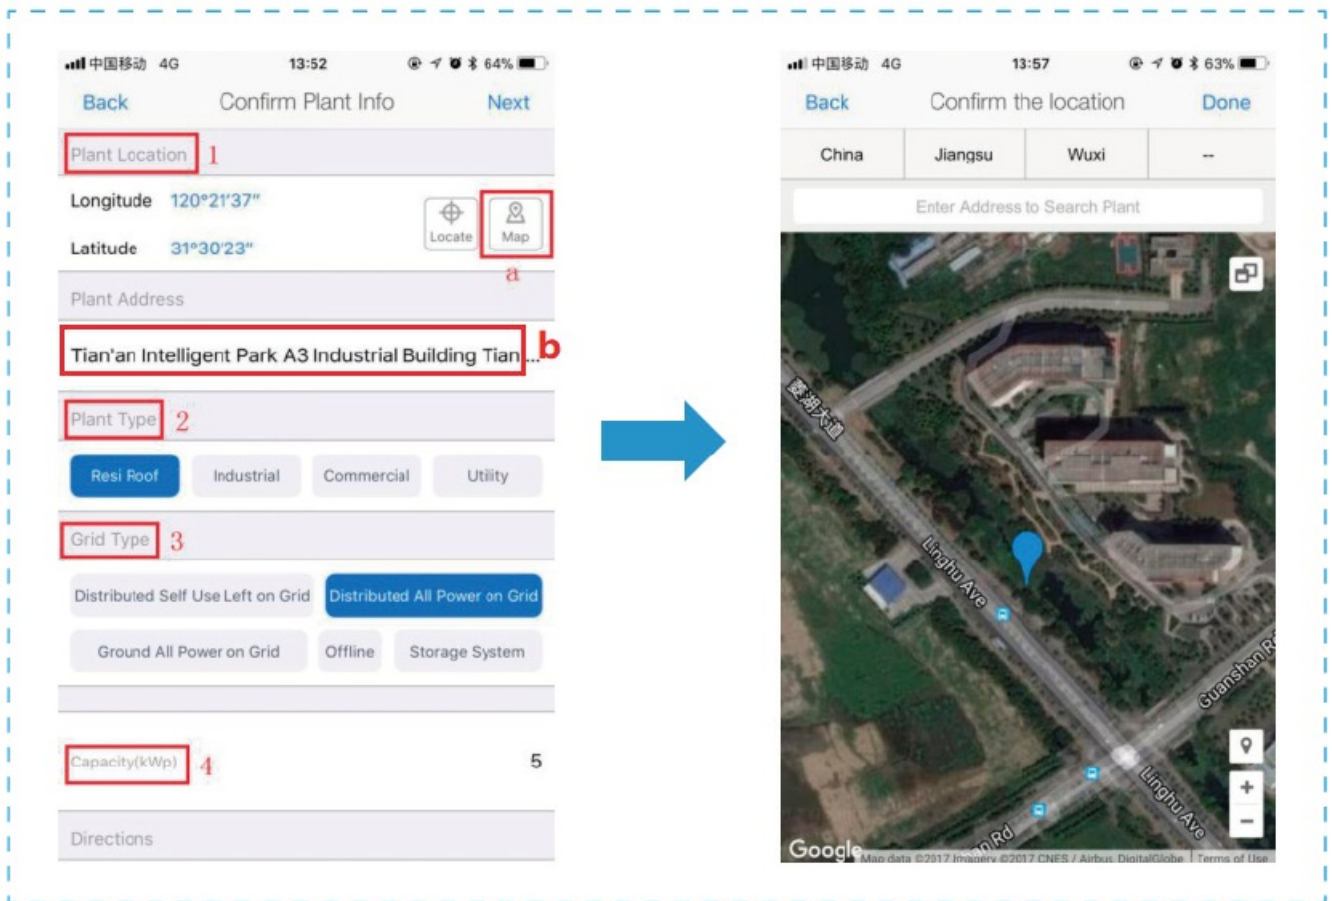 中国移动 4G 13:52 64%
Back Confirm Plant Info Next
Plant Location 1
Longitude 120°21'37"
Locate Map
Latitude 31°30'23"
a
Plant Address
Tian'an Intelligent Park A3 Industrial Building Tian ... b
Plant Type 2
Resi Roof Industrial Commercial Utility
Grid Type 3
Distributed Self Use Left on Grid Distributed All Power on Grid
Ground All Power on Grid Offline Storage System
Capacity(kWp) 4 5
Directions
中国移动 4G 13:57 63%
Back Confirm the location Done
China Jiangsu Wuxi --
Enter Address to Search Plant
菱湖大道
Linghu Ave
Guanshan R
Linghu Ave
shan Rd
+
−
Google Map data ©2017 Imagery ©2017 CNES / Airbus, DigitalGlobe Terms of Use